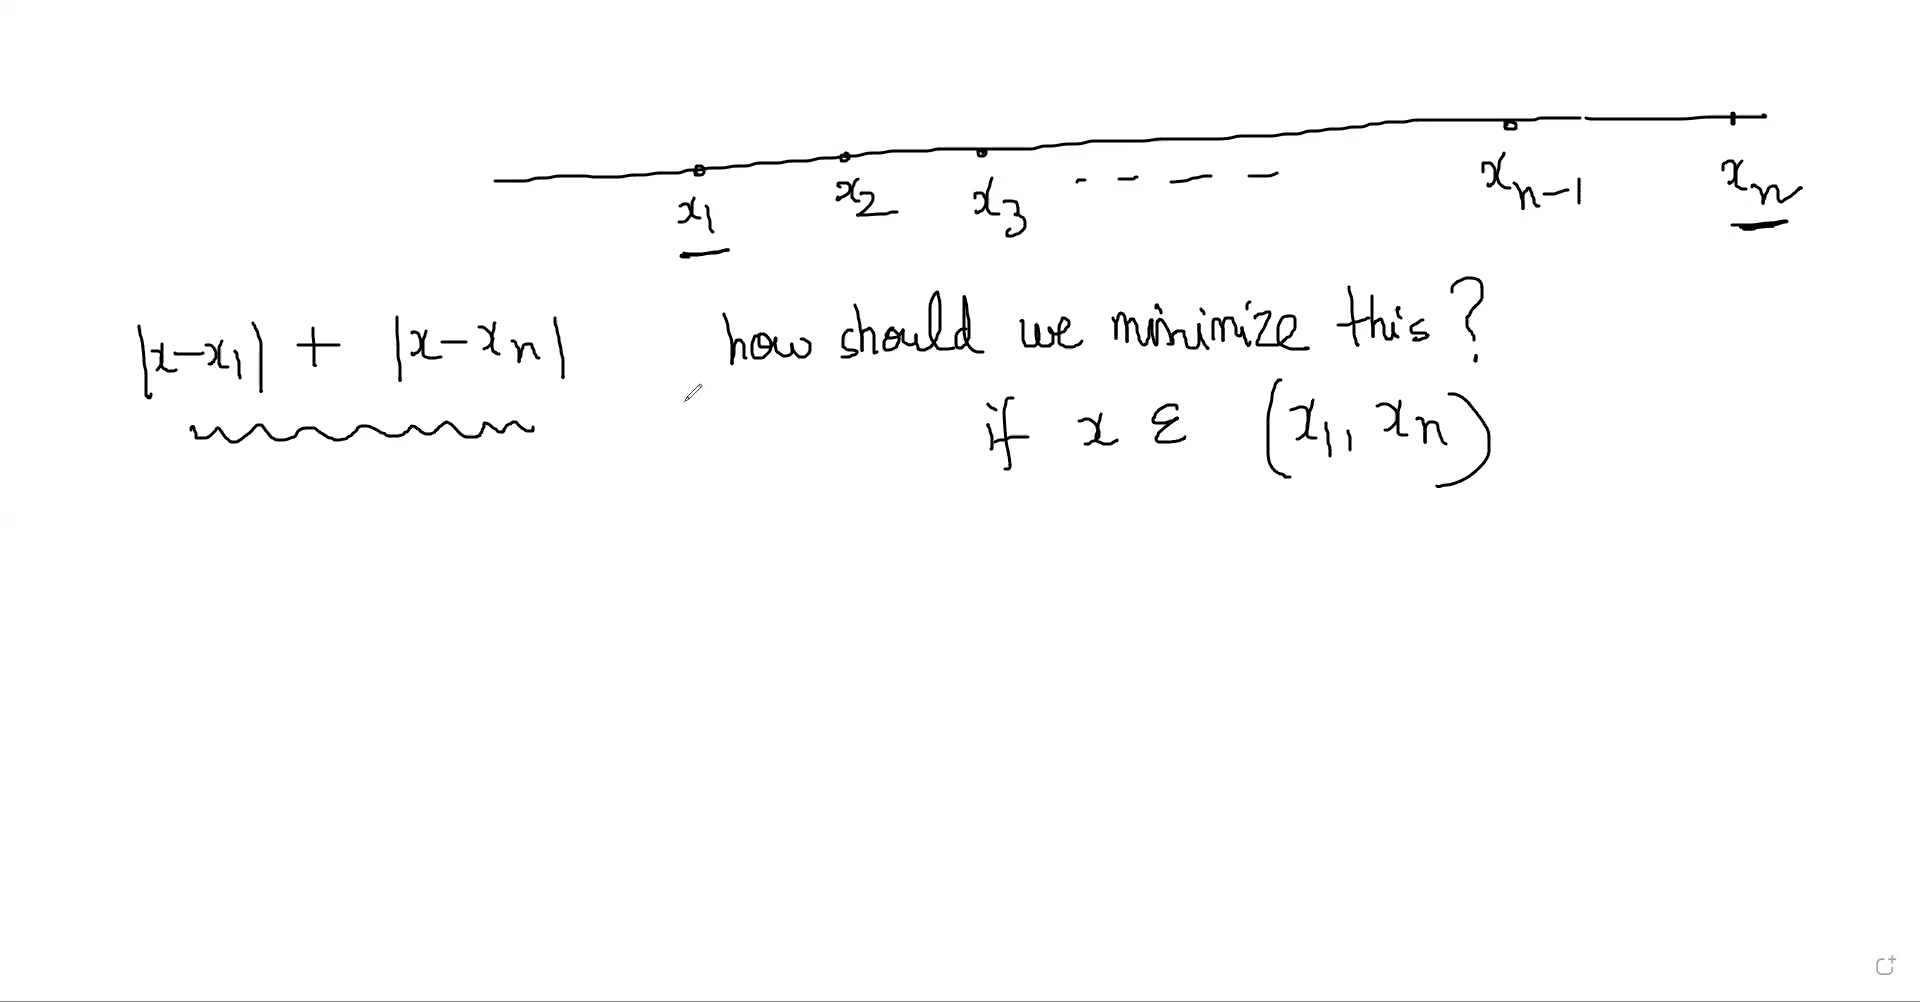 x₁ x₂ x₃ - - - - xₙ₋₁ xₙ
|x-x₁| + |x-xₙ| how should we minimize this?
if x ε (x₁, xₙ)